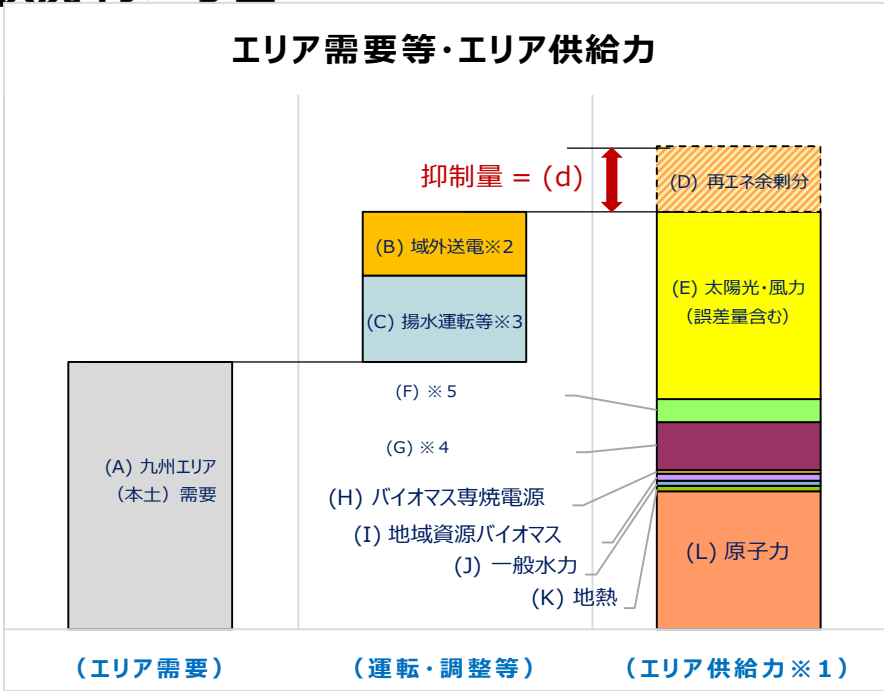 エリア需要等・エリア供給力
抑制量 = (d)
(D) 再エネ余剰分
(B) 域外送電※2
(C) 揚水運転等※3
(E) 太陽光・風力
（誤差量含む）
(F) ※５
(G) ※４
(A) 九州エリア
（本土）需要
(H) バイオマス専焼電源
(I) 地域資源バイオマス
(J) 一般水力
(K) 地熱
(L) 原子力
（エリア需要）
（運転・調整等）
（エリア供給力※１）